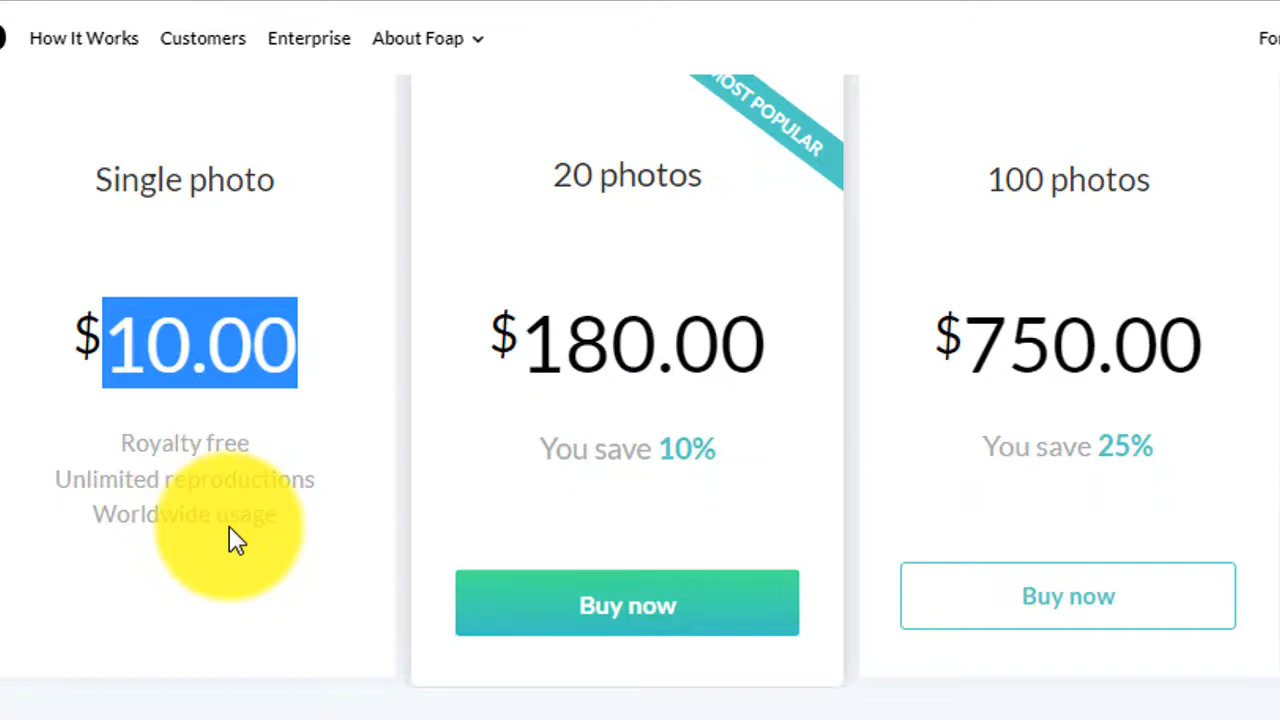 How It Works Customers Enterprise About Foap
MOST POPULAR
Single photo
$10.00
Royalty free
Unlimited reproductions
Worldwide usage
20 photos
$180.00
You save 10%
Buy now
100 photos
$750.00
You save 25%
Buy now